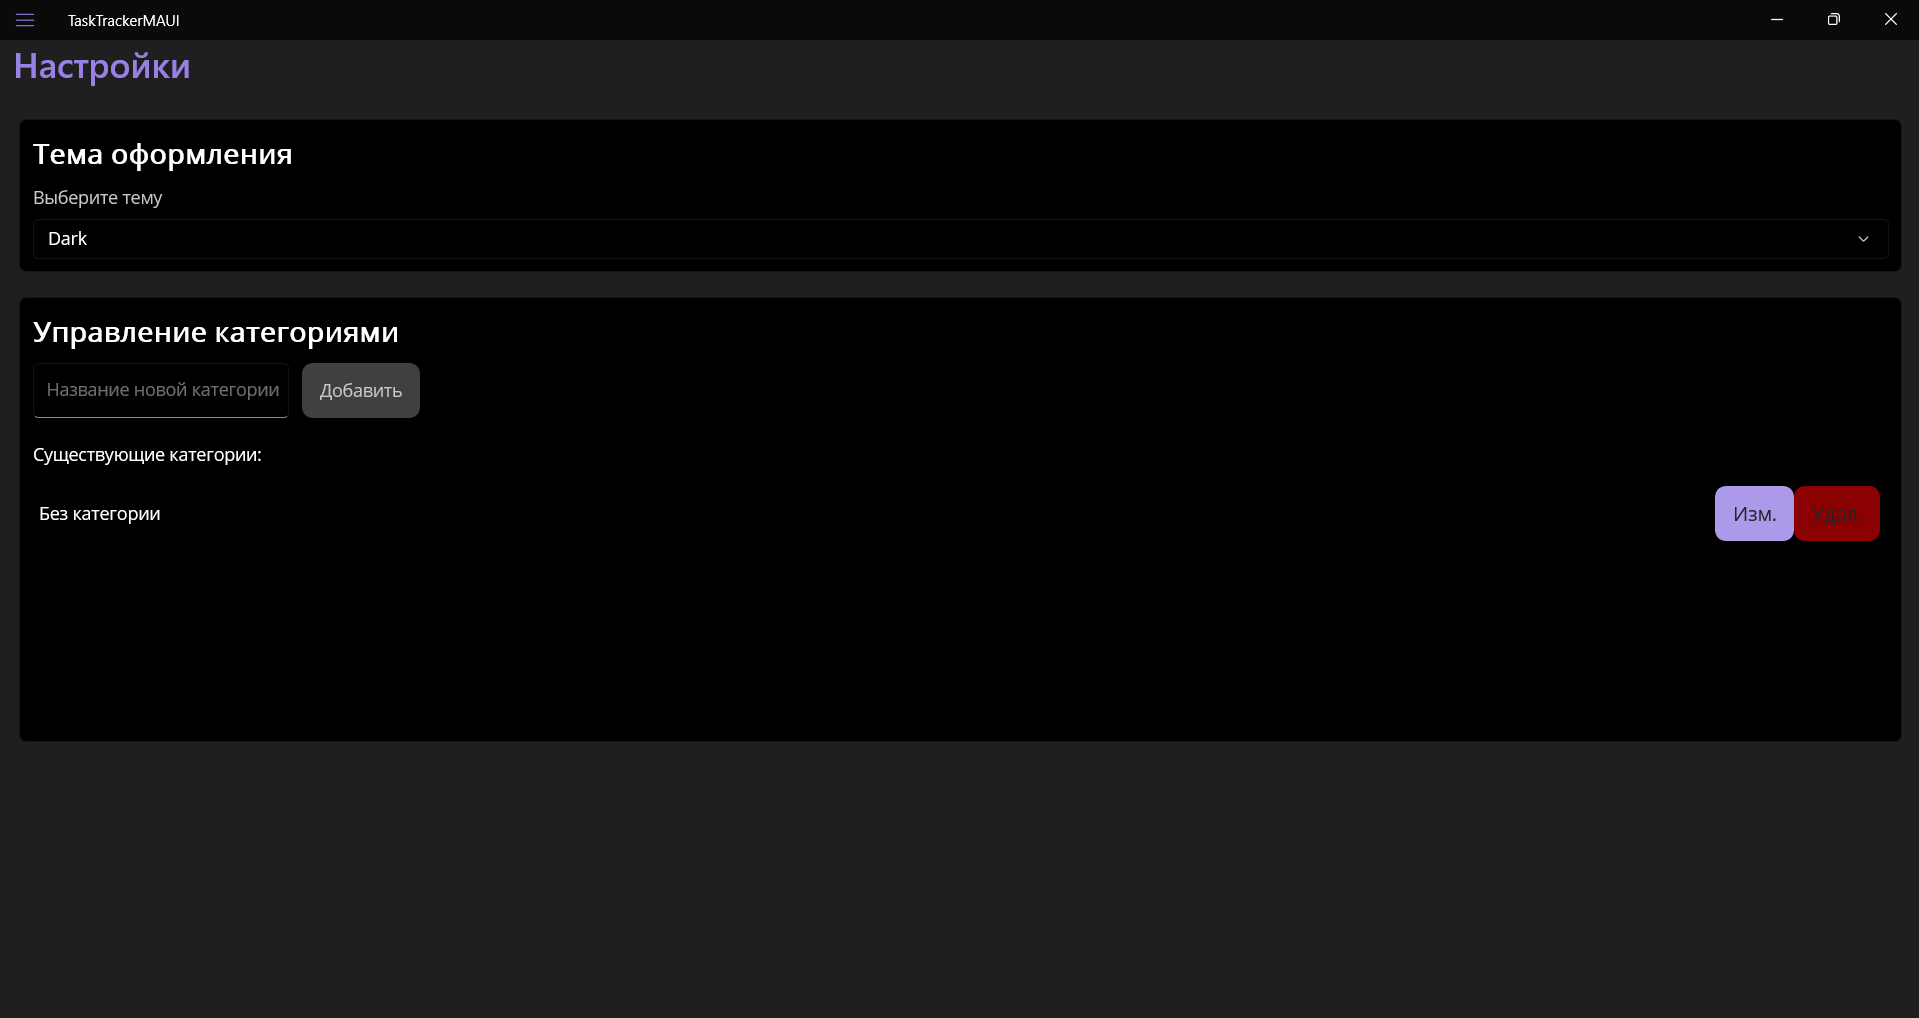 TaskTrackerMAUI
Настройки
Тема оформления
Выберите тему
Dark
Управление категориями
Название новой категории
Добавить
Существующие категории:
Без категории
Изм.
Удал.